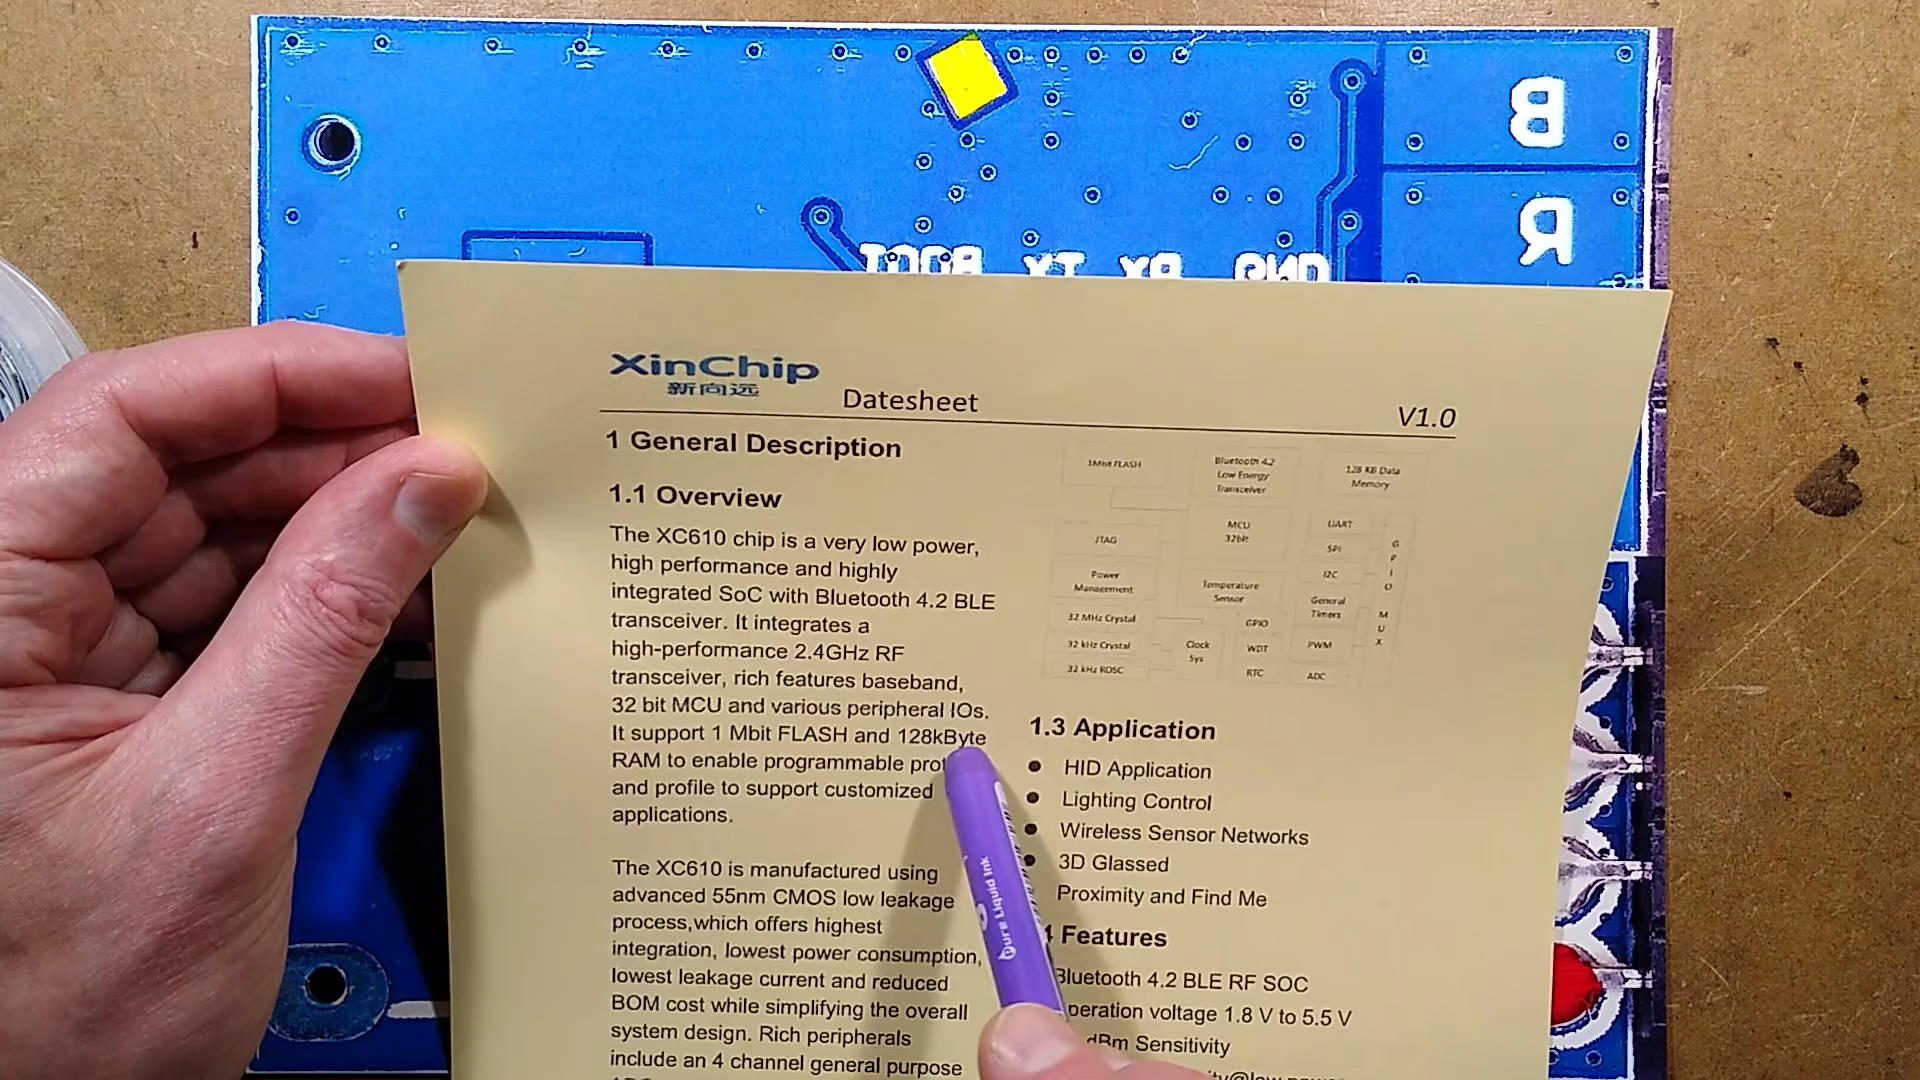 B
R
BOOT TX RX GND
XinChip
新向远
Datesheet
V1.0
1 General Description
1.1 Overview
The XC610 chip is a very low power,
high performance and highly
integrated SoC with Bluetooth 4.2 BLE
transceiver. It integrates a
high-performance 2.4GHz RF
transceiver, rich features baseband,
32 bit MCU and various peripheral IOs.
It support 1 Mbit FLASH and 128kByte
RAM to enable programmable
and profile to support customized
applications.
The XC610 is manufactured using
advanced 55nm CMOS low leakage
process,which offers highest
integration, lowest power consumption,
lowest leakage current and reduced
BOM cost while simplifying the overall
system design. Rich peripherals
include an 4 channel general purpose
1Mbit FLASH
Bluetooth 4.2
Low Energy
Transceiver
128 KB Data
Memory
MCU
32bit
JTAG
Power
Management
Temperature
Sensor
32 MHz Crystal
32 kHz Crystal
32 kHz ROSC
Clock
Sys
GPIO
WDT
RTC
UART
SPI
I2C
General
Timers
PWM
ADC
GPIO MUX
1.3 Application
● HID Application
● Lighting Control
● Wireless Sensor Networks
● 3D Glassed
Proximity and Find Me
Features
Bluetooth 4.2 BLE RF SOC
operation voltage 1.8 V to 5.5 V
dBm Sensitivity
Liquid Ink